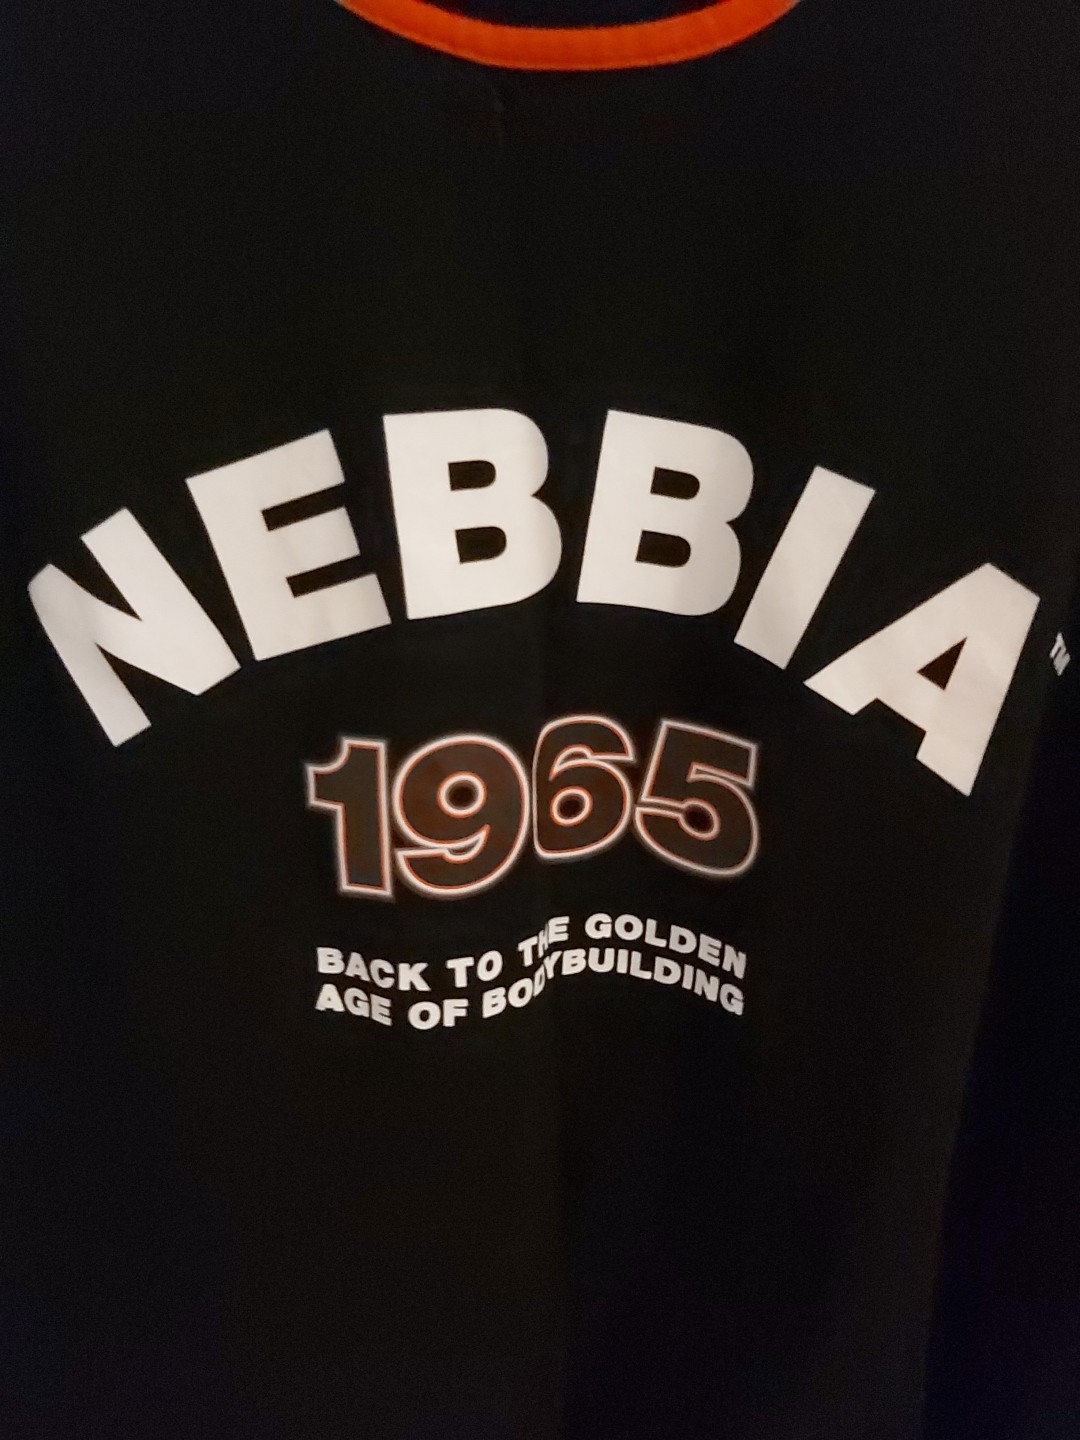 NEBBIA™
1965
BACK TO THE GOLDEN
AGE OF BODYBUILDING